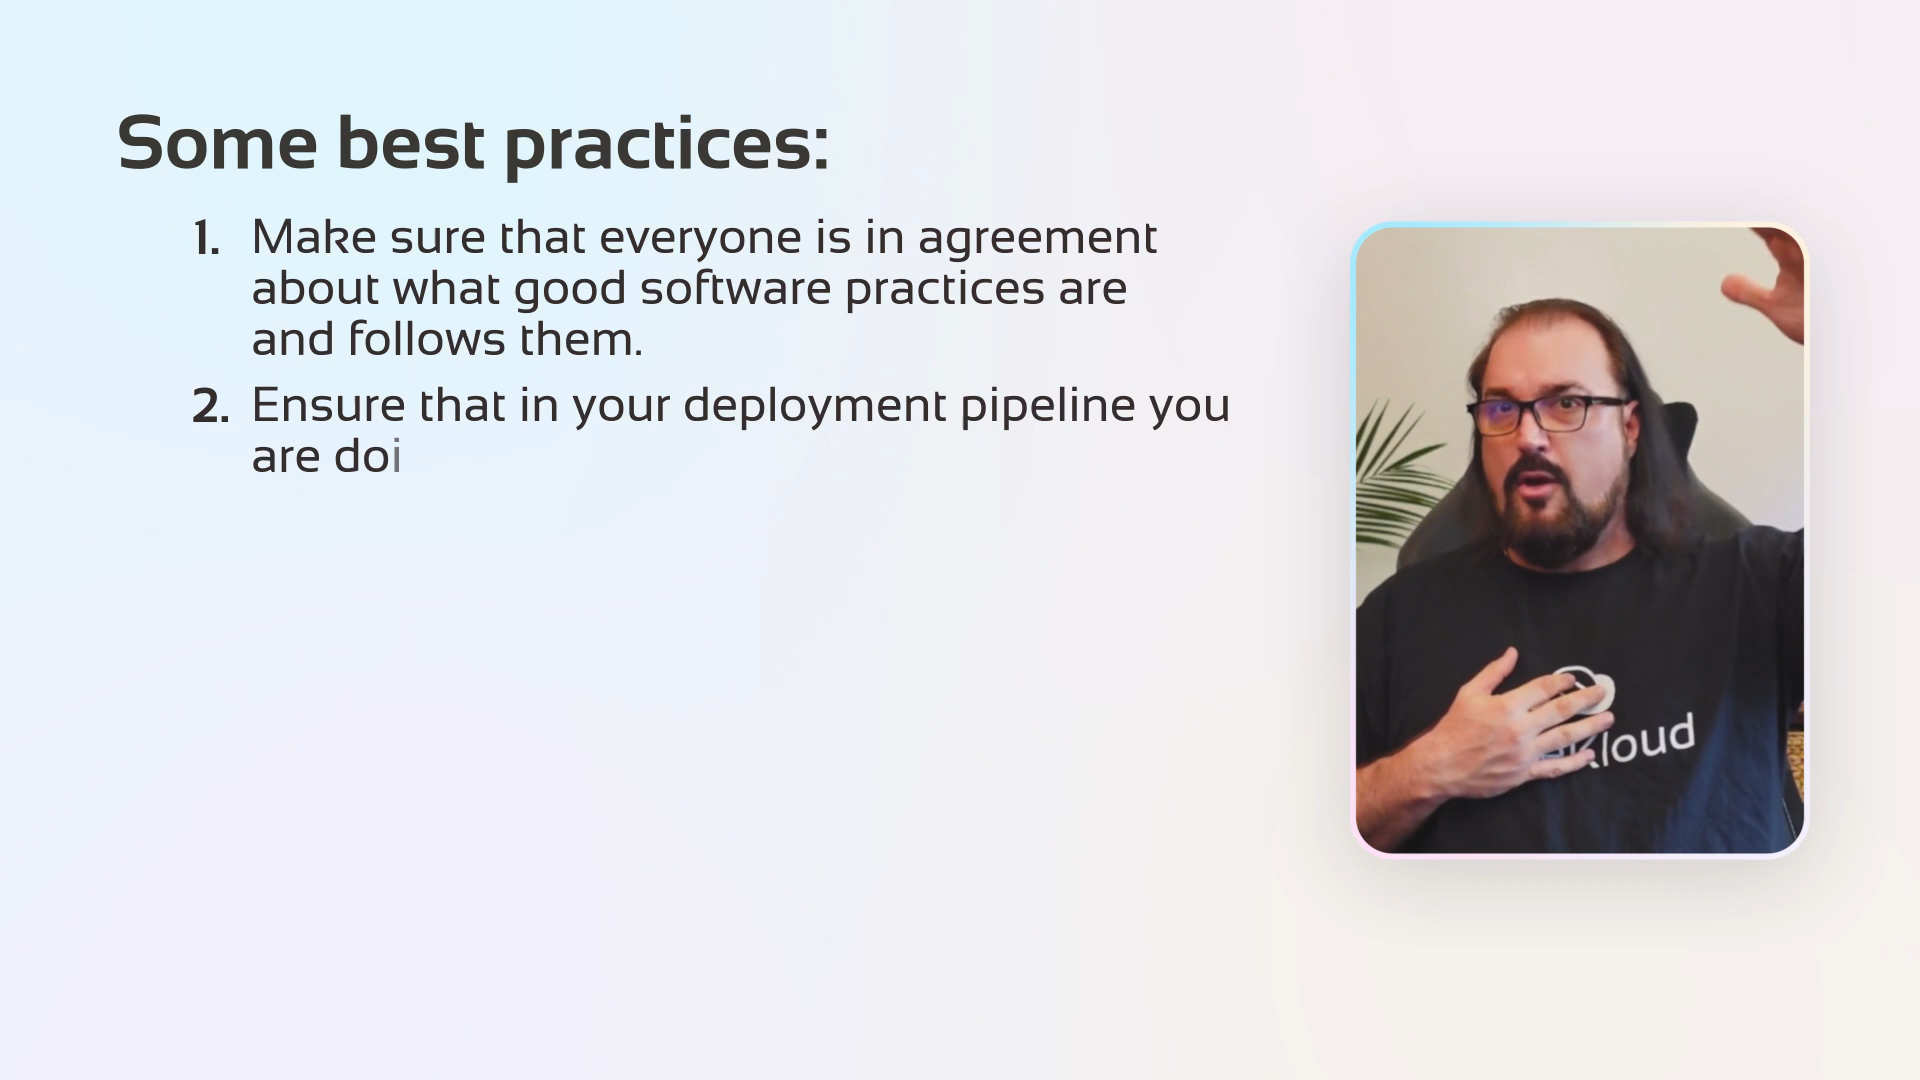 Some best practices:
1. Make sure that everyone is in agreement
about what good software practices are
and follows them.
2. Ensure that in your deployment pipeline you
are doi
Kloud